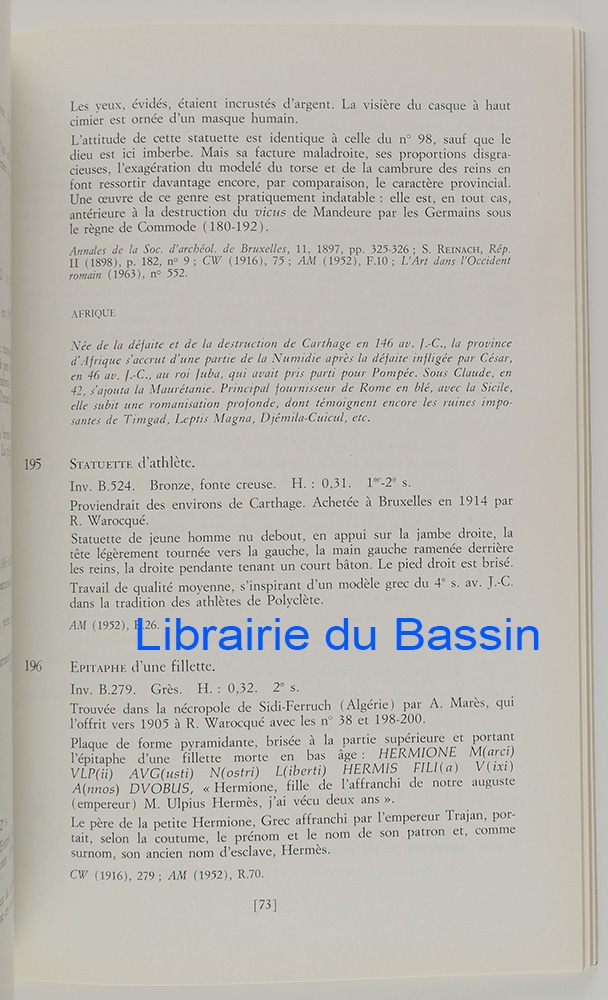 Les yeux, évidés, étaient incrustés d'argent. La visière du casque à haut
cimier est ornée d'un masque humain.
L'attitude de cette statuette est identique à celle du n° 98, sauf que le
dieu est ici imberbe. Mais sa facture maladroite, ses proportions disgra-
cieuses, l'exagération du modelé du torse et de la cambrure des reins en
font ressortir davantage encore, par comparaison, le caractère provincial.
Une œuvre de ce genre est pratiquement indatable : elle est, en tout cas,
antérieure à la destruction du vicus de Mandeure par les Germains sous
le règne de Commode (180-192).
Annales de la Soc. d'archéol. de Bruxelles, 11, 1897, pp. 325-326 ; S. REINACH, Rép.
II (1898), p. 182, n° 9 ; CW (1916), 75 ; AM (1952), F.10 ; L'Art dans l'Occident
romain (1963), n° 552.
AFRIQUE
Née de la défaite et de la destruction de Carthage en 146 av. J.-C., la province
d'Afrique s'accrut d'une partie de la Numidie après la défaite infligée par César,
en 46 av. J.-C., au roi Juba, qui avait pris parti pour Pompée. Sous Claude, en
42, s'ajouta la Maurétanie. Principal fournisseur de Rome en blé, avec la Sicile,
elle subit une romanisation profonde, dont témoignent encore les ruines impo-
santes de Timgad, Leptis Magna, Djémila-Cuicul, etc.
195 STATUETTE d'athlète.
Inv. B.524. Bronze, fonte creuse. H. : 0,31. 1er-2e s.
Proviendrait des environs de Carthage. Achetée à Bruxelles en 1914 par
R. Warocqué.
Statuette de jeune homme nu debout, en appui sur la jambe droite, la
tête légèrement tournée vers la gauche, la main gauche ramenée derrière
les reins, la droite pendante tenant un court bâton. Le pied droit est brisé.
Travail de qualité moyenne, s'inspirant d'un modèle grec du 4e s. av. J.-C.
dans la tradition des athlètes de Polyclète.
AM (1952), .26.
Librairie du Bassin
196 EPITAPHE d'une fillette.
Inv. B.279. Grès. H. : 0,32. 2e s.
Trouvée dans la nécropole de Sidi-Ferruch (Algérie) par A. Marès, qui
l'offrit vers 1905 à R. Warocqué avec les n° 38 et 198-200.
Plaque de forme pyramidante, brisée à la partie supérieure et portant
l'épitaphe d'une fillette morte en bas âge : HERMIONE M(arci)
VLP(ii) AVG(usti) N(ostri) L(iberti) HERMIS FILI(a) V(ixi)
A(nnos) DVOBUS, « Hermione, fille de l'affranchi de notre auguste
(empereur) M. Ulpius Hermès, j'ai vécu deux ans ».
Le père de la petite Hermione, Grec affranchi par l'empereur Trajan, por-
tait, selon la coutume, le prénom et le nom de son patron et, comme
surnom, son ancien nom d'esclave, Hermès.
CW (1916), 279 ; AM (1952), R.70.
[73]